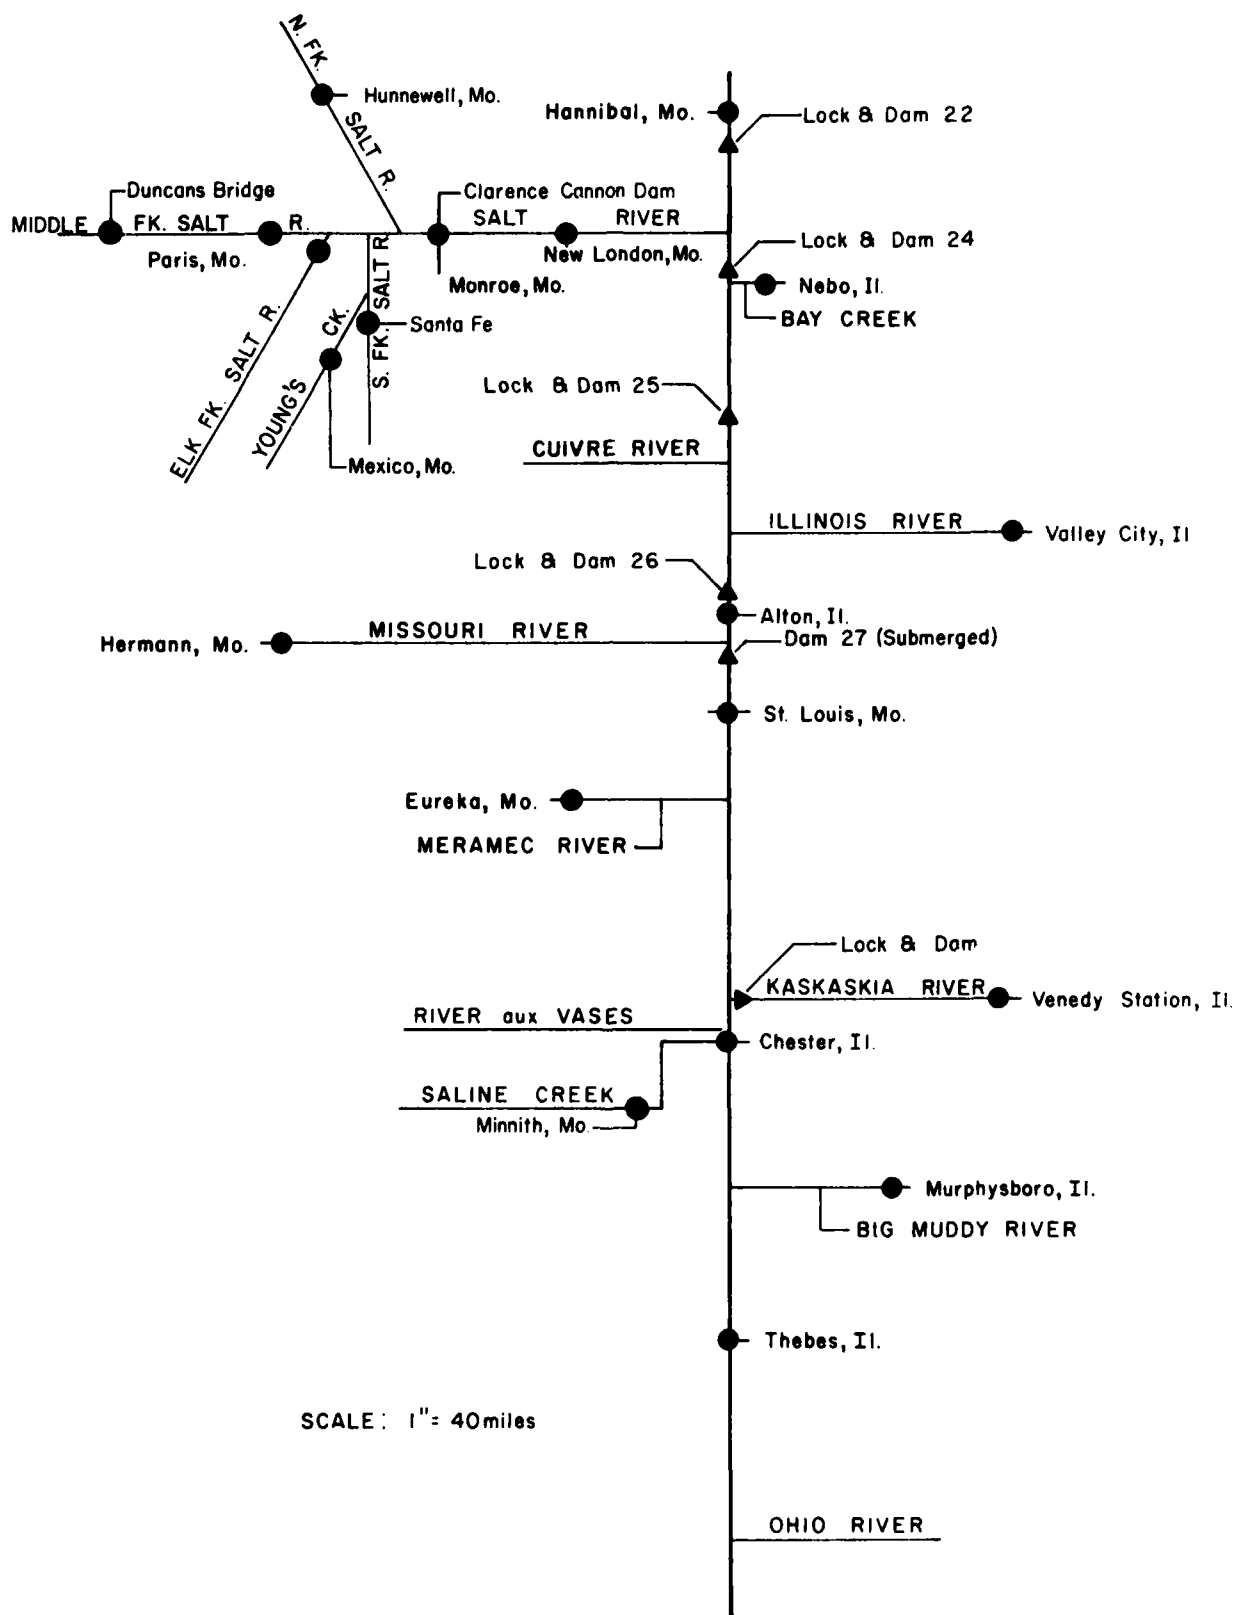 N. FK. SALT R.
Hunnewell, Mo.
Hannibal, Mo.
Lock & Dam 22
Duncans Bridge
Clarence Cannon Dam
MIDDLE FK. SALT R.
SALT RIVER
Paris, Mo.
New London, Mo.
Lock & Dam 24
Monroe, Mo.
Nebo, Il.
BAY CREEK
ELK FK. SALT R.
YOUNG'S CK.
S. FK. SALT R.
Santa Fe
Mexico, Mo.
Lock & Dam 25
CUIVRE RIVER
ILLINOIS RIVER
Valley City, Il
Lock & Dam 26
Alton, Il.
Hermann, Mo.
MISSOURI RIVER
Dam 27 (Submerged)
St. Louis, Mo.
Eureka, Mo.
MERAMEC RIVER
Lock & Dam
KASKASKIA RIVER
Venedy Station, Il.
RIVER aux VASES
Chester, Il.
SALINE CREEK
Minnith, Mo.
Murphysboro, Il.
BIG MUDDY RIVER
Thebes, Il.
SCALE: 1"= 40 miles
OHIO RIVER